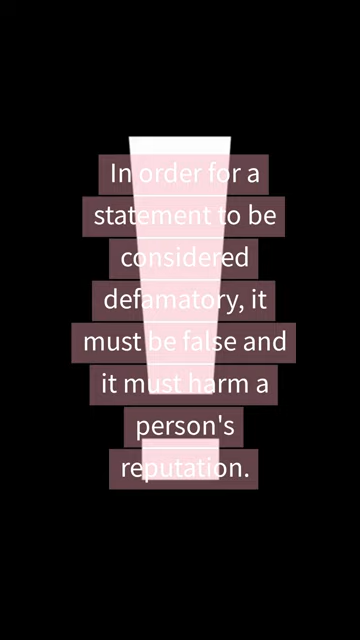 In order for a
statement to be
considered
defamatory, it
must be false and
it must harm a
person's
reputation.